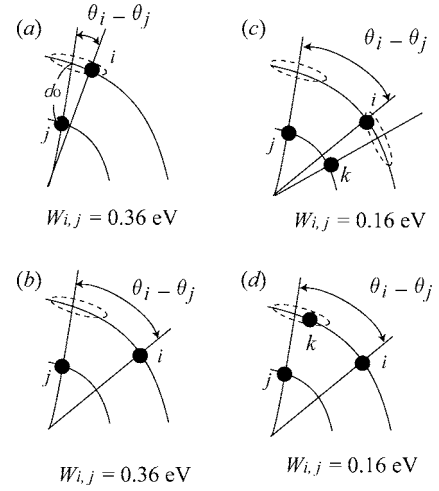 (a)
θi − θj
i
do
j
Wi,j = 0.36 eV
(c)
θi − θj
i
j
k
Wi,j = 0.16 eV
(b)
θi − θj
j
i
Wi,j = 0.36 eV
(d)
θi − θj
k
j
i
Wi,j = 0.16 eV